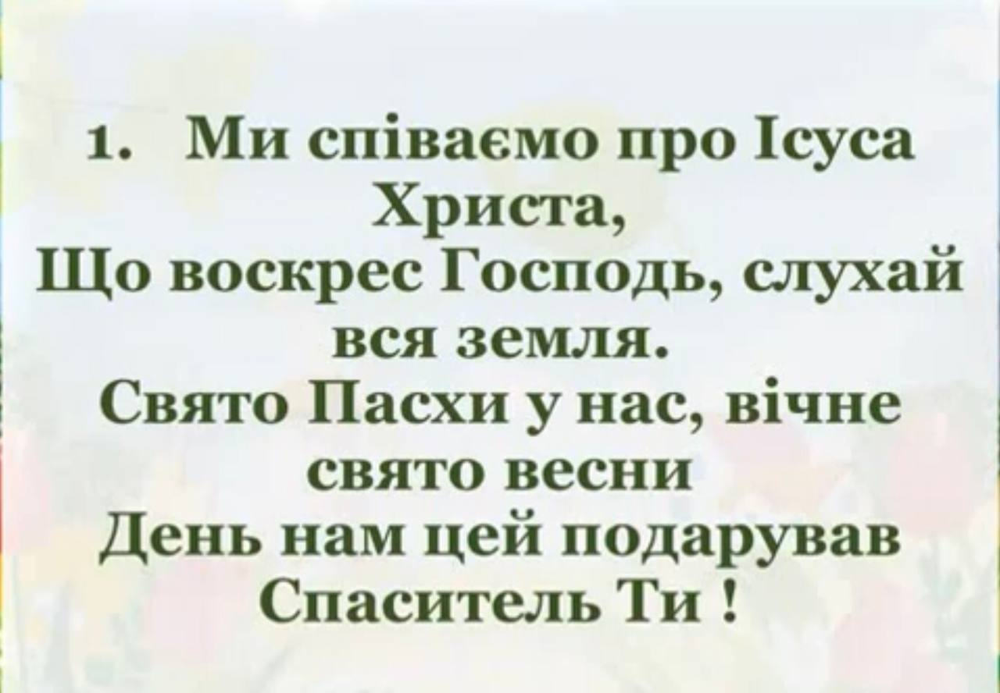 1. Ми співаємо про Ісуса
Христа,
Що воскрес Господь, слухай
вся земля.
Свято Пасхи у нас, вічне
свято весни
День нам цей подарував
Спаситель Ти !